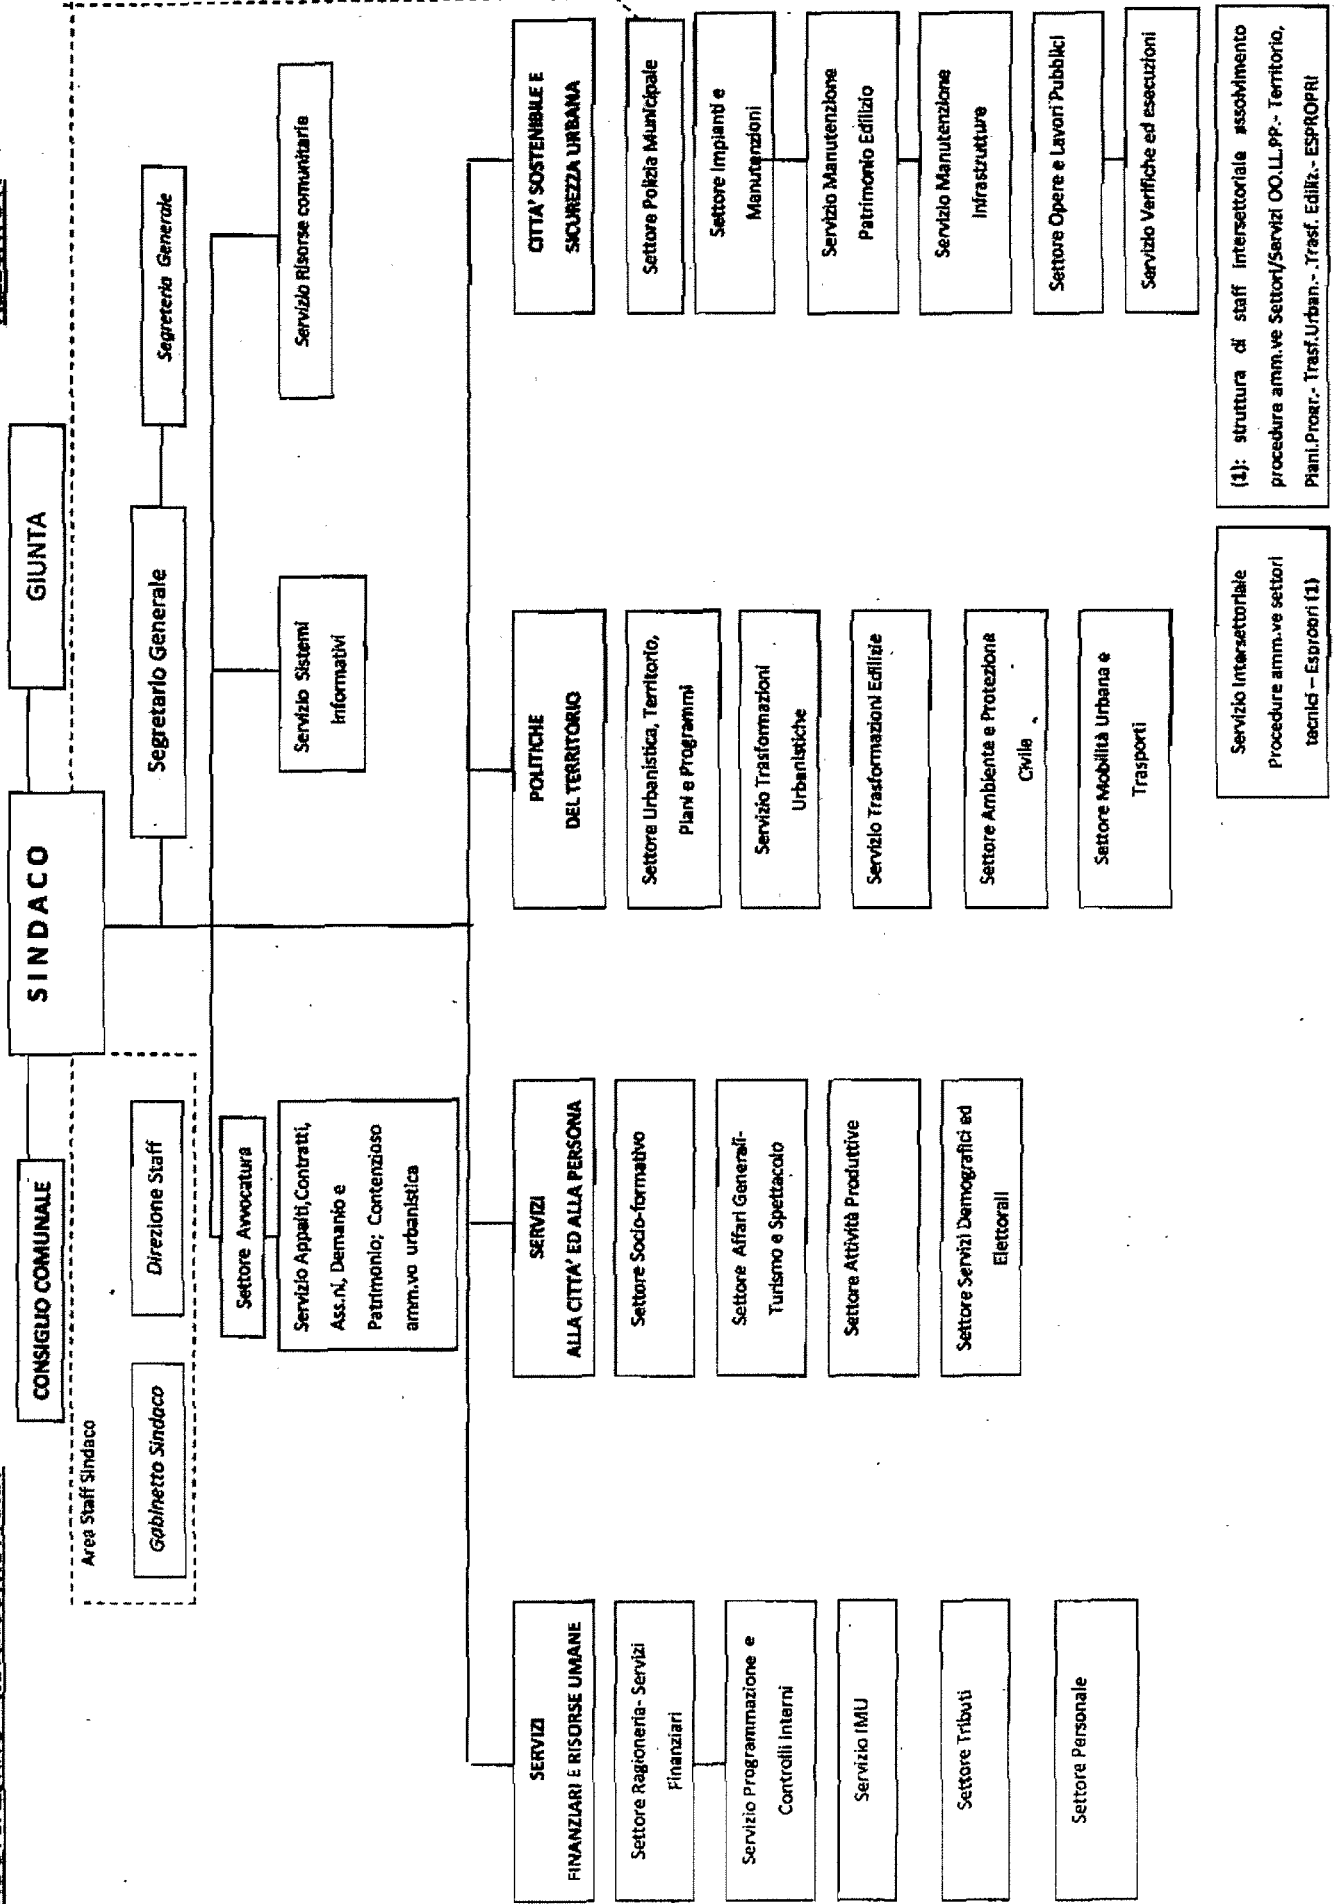 CONSIGLIO COMUNALE
SINDACO
GIUNTA
Area Staff Sindaco
Gabinetto Sindaco
Direzione Staff
Segretario Generale
Segreteria Generale
Settore Avvocatura
Servizio Appalti,Contratti,
Ass.ni, Demanio e
Patrimonio; Contenzioso
amm.vo urbanistica
Servizio Sistemi
Informativi
Servizio Risorse comunitarie
SERVIZI
FINANZIARI E RISORSE UMANE
Settore Ragioneria- Servizi
Finanziari
Servizio Programmazione e
Controlli Interni
Servizio IMU
Settore Tributi
Settore Personale
SERVIZI
ALLA CITTA' ED ALLA PERSONA
Settore Socio-formativo
Settore Affari Generali-
Turismo e Spettacolo
Settore Attività Produttive
Settore Servizi Demografici ed
Elettorali
POLITICHE
DEL TERRITORIO
Settore Urbanistica, Territorio,
Piani e Programmi
Servizio Trasformazioni
Urbanistiche
Servizio Trasformazioni Edilizie
Settore Ambiente e Protezione
Civile
Settore Mobilità Urbana e
Trasporti
CITTA' SOSTENIBILE E
SICUREZZA URBANA
Settore Polizia Municipale
Settore Impianti e
Manutenzioni
Servizio Manutenzione
Patrimonio Edilizio
Servizio Manutenzione
Infrastrutture
Settore Opere e Lavori Pubblici
Servizio Verifiche ed esecuzioni
Servizio Intersettoriale
Procedure amm.ve settori
tecnici – Espropri (1)
(1): struttura di staff intersettoriale assolvimento
procedure amm.ve Settori/Servizi OO.LL.PP.- Territorio,
Piani.Progr.- Trasf.Urban.- Trasf. Ediliz.- ESPROPRI